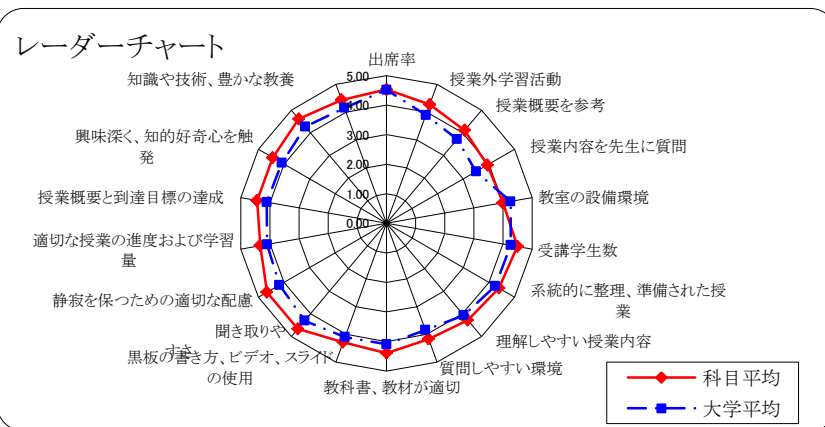 レーダーチャート
出席率
授業外学習活動
授業概要を参考
授業内容を先生に質問
教室の設備環境
受講学生数
系統的に整理、準備された授
業
理解しやすい授業内容
質問しやすい環境
教科書、教材が適切
黒板の書き方、ビデオ、スライド
の使用
聞き取りや
すさ
静寂を保つための適切な配慮
適切な授業の進度および学習
量
授業概要と到達目標の達成
興味深く、知的好奇心を触
発
知識や技術、豊かな教養
5.00
4.00
3.00
2.00
1.00
0.00
科目平均
大学平均